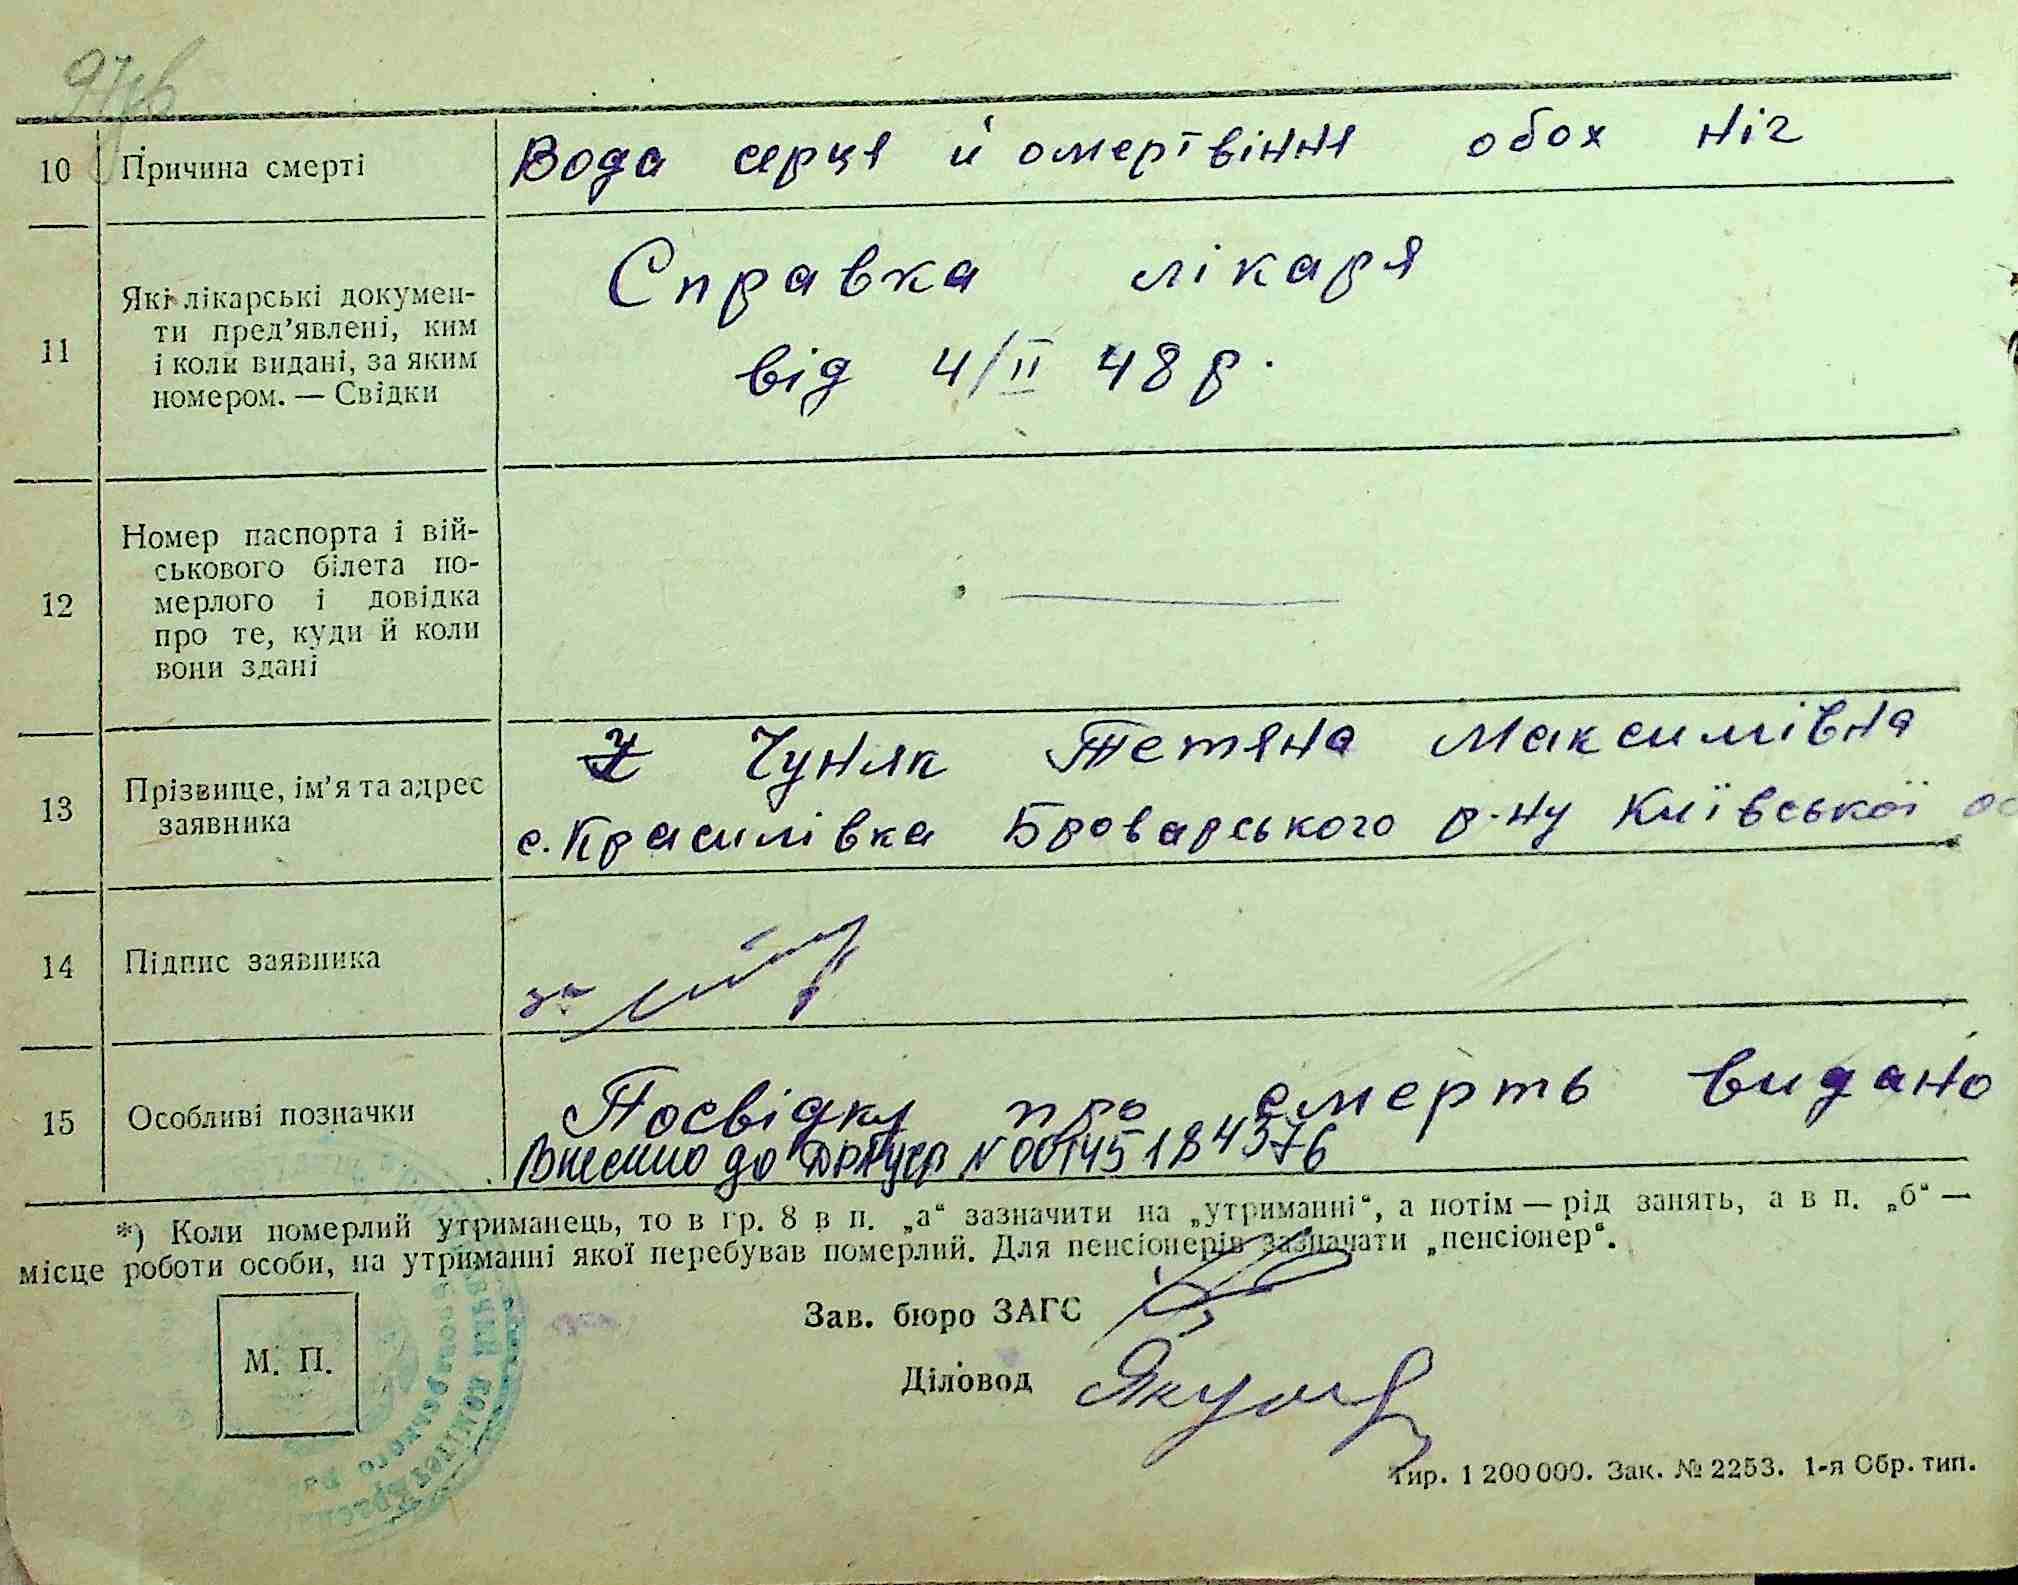 10 Причина смерті
Вода серця й омертвіння обох ніг
11 Які лікарські докумен-
ти пред'явлені, ким
і коли видані, за яким
номером. — Свідки
Справка лікаря
від 4/II 48 р.
12 Номер паспорта і вій-
ськового білета по-
мерлого і довідка
про те, куди й коли
вони здані
13 Прізвище, ім'я та адрес
заявника
Чуняк Тетяна Максимівна
с. Красилівка Броварського р-ну Київської
14 Підпис заявника
за
15 Особливі позначки
Посвідку про смерть видано
Внесено до ДРАЦСГ N 00145184376
*) Коли померлий утриманець, то в гр. 8 в п. „а“ зазначити на „утриманні“, а потім — рід занять, а в п. „б“ —
місце роботи особи, на утриманні якої перебував померлий. Для пенсіонерів зазначати „пенсіонер“.
Зав. бюро ЗАГС
М. П.
Діловод
Тир. 1 200 000. Зак. № 2253. 1-я Обр. тип.